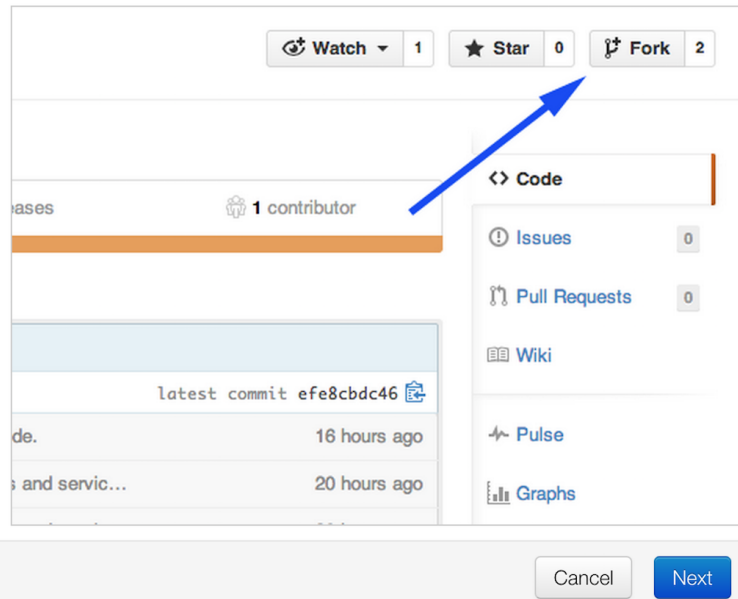 Watch 1 Star 0 Fork 2
Code
eases 1 contributor
Issues 0
Pull Requests 0
Wiki
latest commit efe8cbdc46
de. 16 hours ago
Pulse
s and servic... 20 hours ago
Graphs
Cancel Next